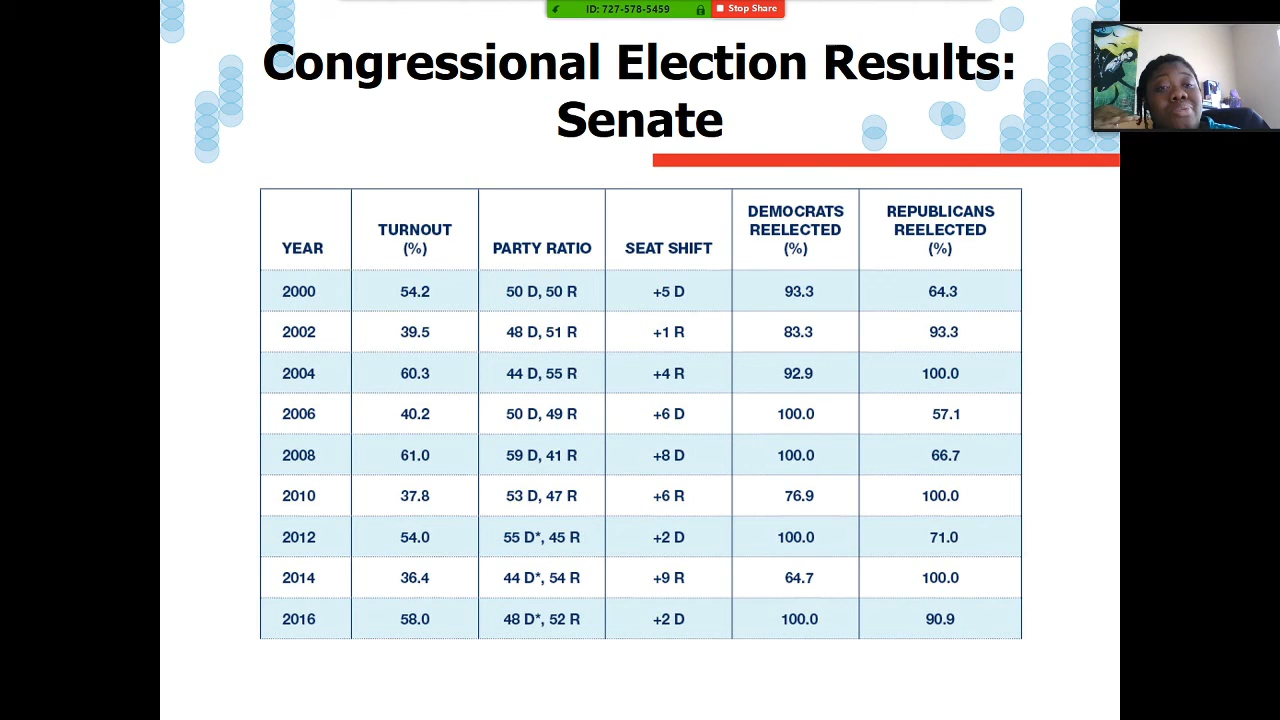 ID: 727-578-5459
Stop Share
Congressional Election Results:
Senate
YEAR TURNOUT (%) PARTY RATIO SEAT SHIFT DEMOCRATS REELECTED (%) REPUBLICANS REELECTED (%)
2000 54.2 50 D, 50 R +5 D 93.3 64.3
2002 39.5 48 D, 51 R +1 R 83.3 93.3
2004 60.3 44 D, 55 R +4 R 92.9 100.0
2006 40.2 50 D, 49 R +6 D 100.0 57.1
2008 61.0 59 D, 41 R +8 D 100.0 66.7
2010 37.8 53 D, 47 R +6 R 76.9 100.0
2012 54.0 55 D*, 45 R +2 D 100.0 71.0
2014 36.4 44 D*, 54 R +9 R 64.7 100.0
2016 58.0 48 D*, 52 R +2 D 100.0 90.9